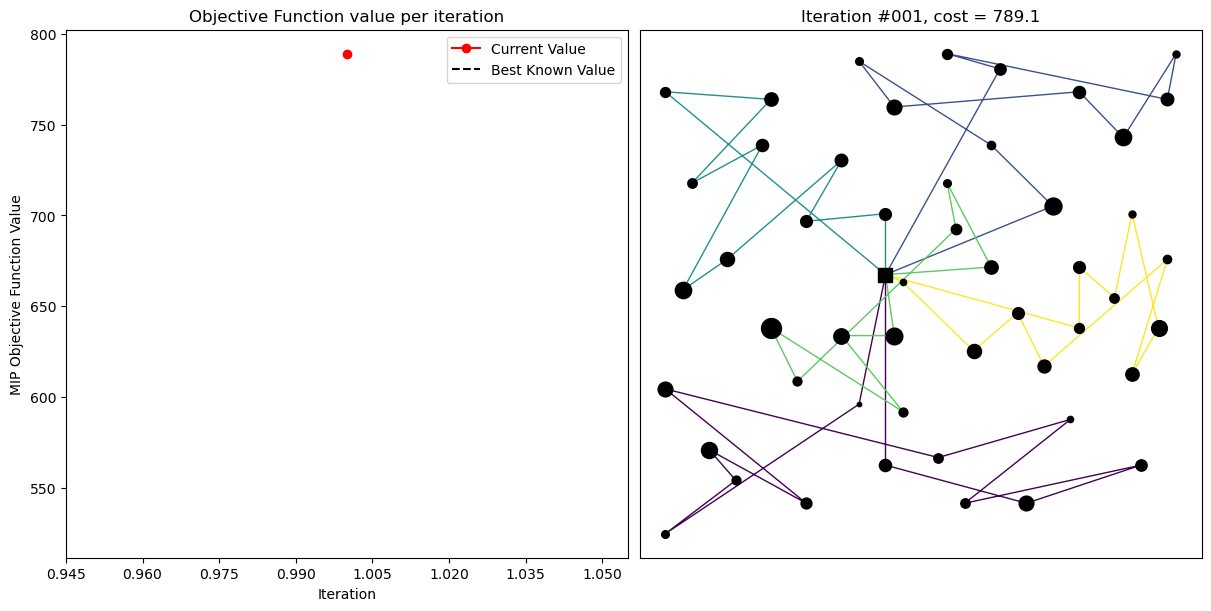 Objective Function value per iteration
Iteration #001, cost = 789.1
800
750
700
650
600
550
MIP Objective Function Value
Current Value
Best Known Value
0.945 0.960 0.975 0.990 1.005 1.020 1.035 1.050
Iteration